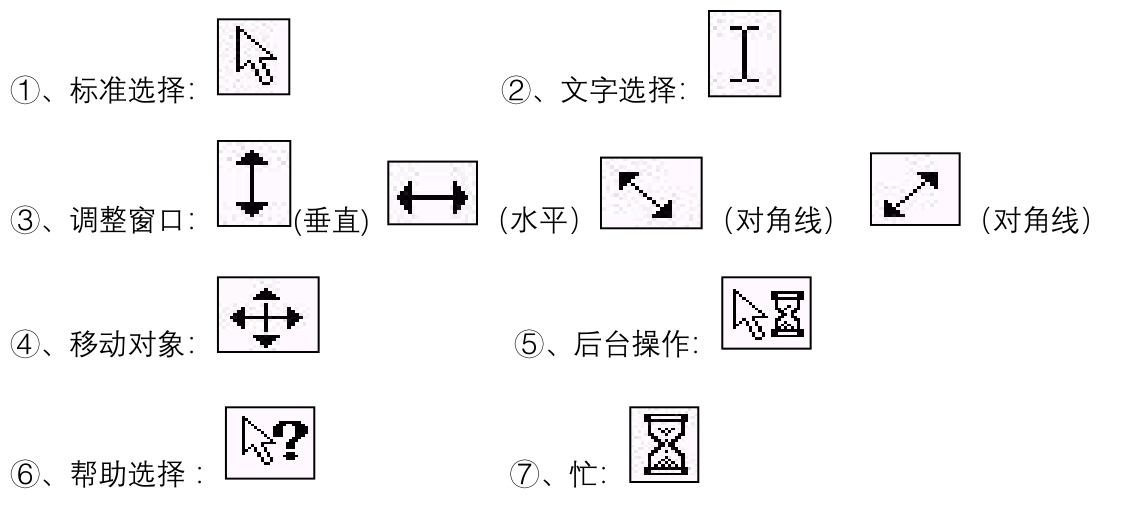 ①、标准选择： ②、文字选择：
③、调整窗口： (垂直) （水平） （对角线） （对角线）
④、移动对象： ⑤、后台操作：
⑥、帮助选择： ? ⑦、忙：